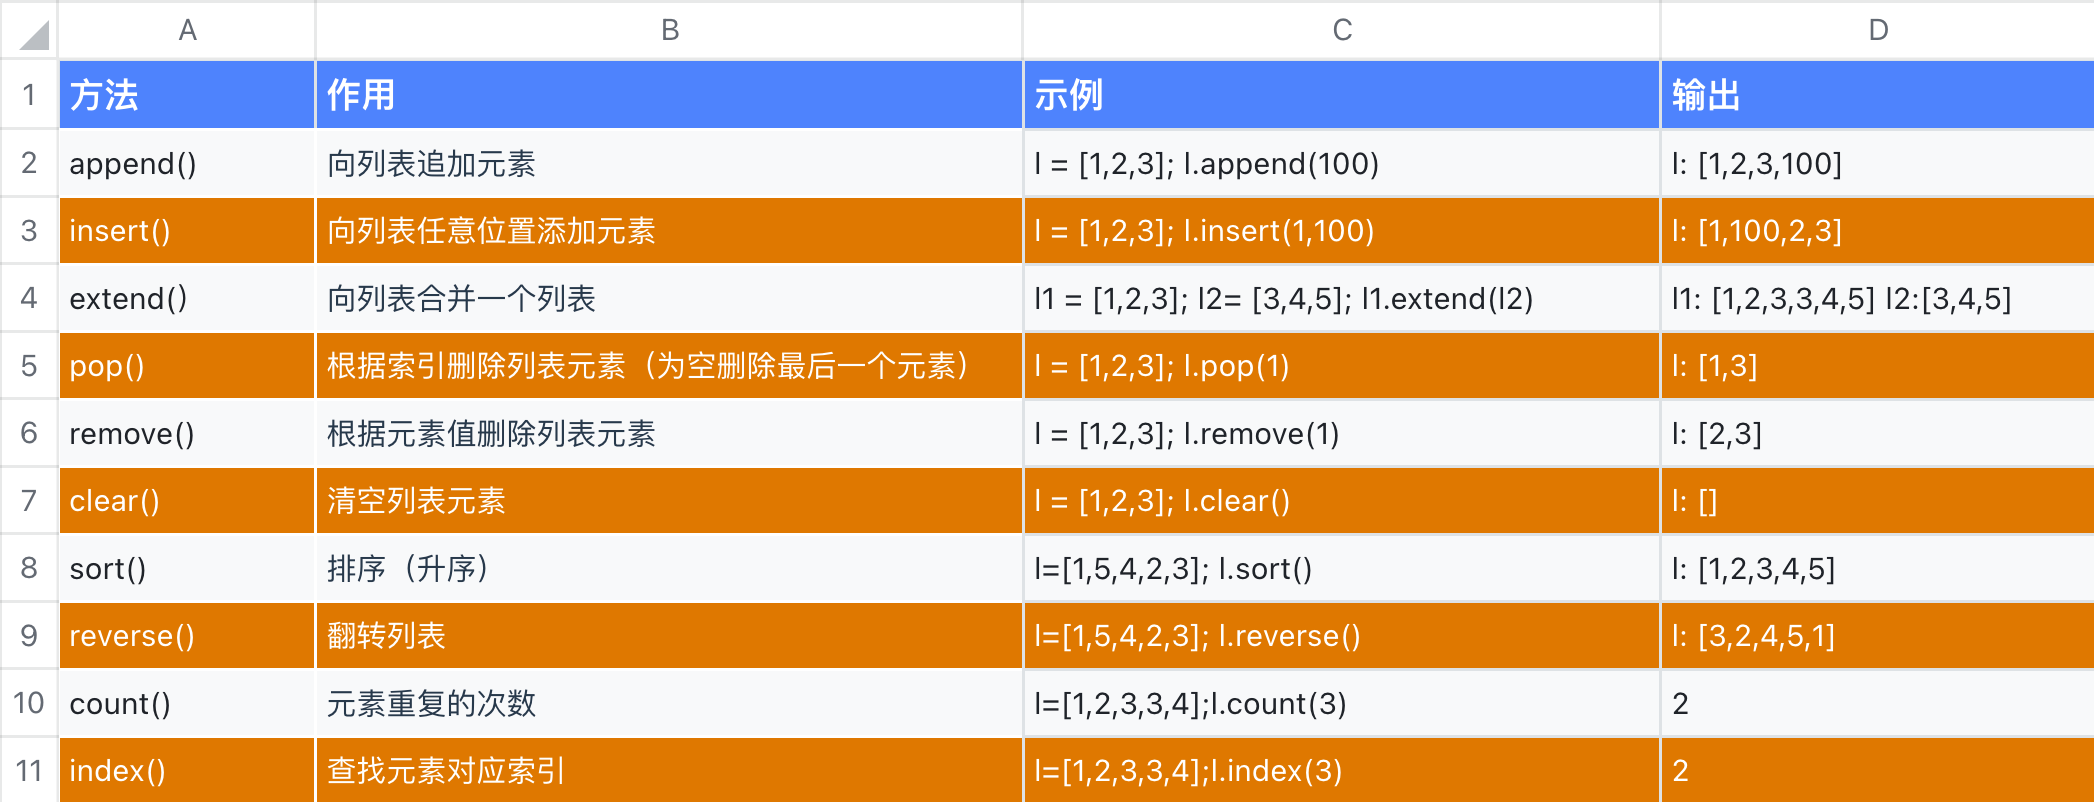 A B C D
1 方法 作用 示例 输出
2 append() 向列表追加元素 l = [1,2,3]; l.append(100) l: [1,2,3,100]
3 insert() 向列表任意位置添加元素 l = [1,2,3]; l.insert(1,100) l: [1,100,2,3]
4 extend() 向列表合并一个列表 l1 = [1,2,3]; l2= [3,4,5]; l1.extend(l2) l1: [1,2,3,3,4,5] l2:[3,4,5]
5 pop() 根据索引删除列表元素（为空删除最后一个元素） l = [1,2,3]; l.pop(1) l: [1,3]
6 remove() 根据元素值删除列表元素 l = [1,2,3]; l.remove(1) l: [2,3]
7 clear() 清空列表元素 l = [1,2,3]; l.clear() l: []
8 sort() 排序（升序） l=[1,5,4,2,3]; l.sort() l: [1,2,3,4,5]
9 reverse() 翻转列表 l=[1,5,4,2,3]; l.reverse() l: [3,2,4,5,1]
10 count() 元素重复的次数 l=[1,2,3,3,4];l.count(3) 2
11 index() 查找元素对应索引 l=[1,2,3,3,4];l.index(3) 2